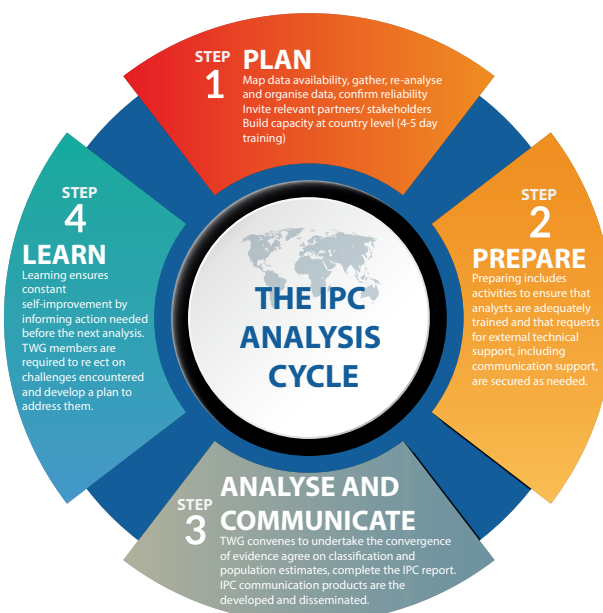 STEP
1
PLAN
Map data availability, gather, re-analyse
and organise data, confirm reliability
Invite relevant partners/ stakeholders
Build capacity at country level (4-5 day
training)
STEP
2
PREPARE
Preparing includes
activities to ensure that
analysts are adequately
trained and that requests
for external technical
support, including
communication support,
are secured as needed.
STEP
3
ANALYSE AND
COMMUNICATE
TWG convenes to undertake the convergence
of evidence agree on classification and
population estimates, complete the IPC report.
IPC communication products are the
developed and disseminated.
STEP
4
LEARN
Learning ensures
constant
self-improvement by
informing action needed
before the next analysis.
TWG members are
required to re ect on
challenges encountered
and develop a plan to
address them.
THE IPC
ANALYSIS
CYCLE